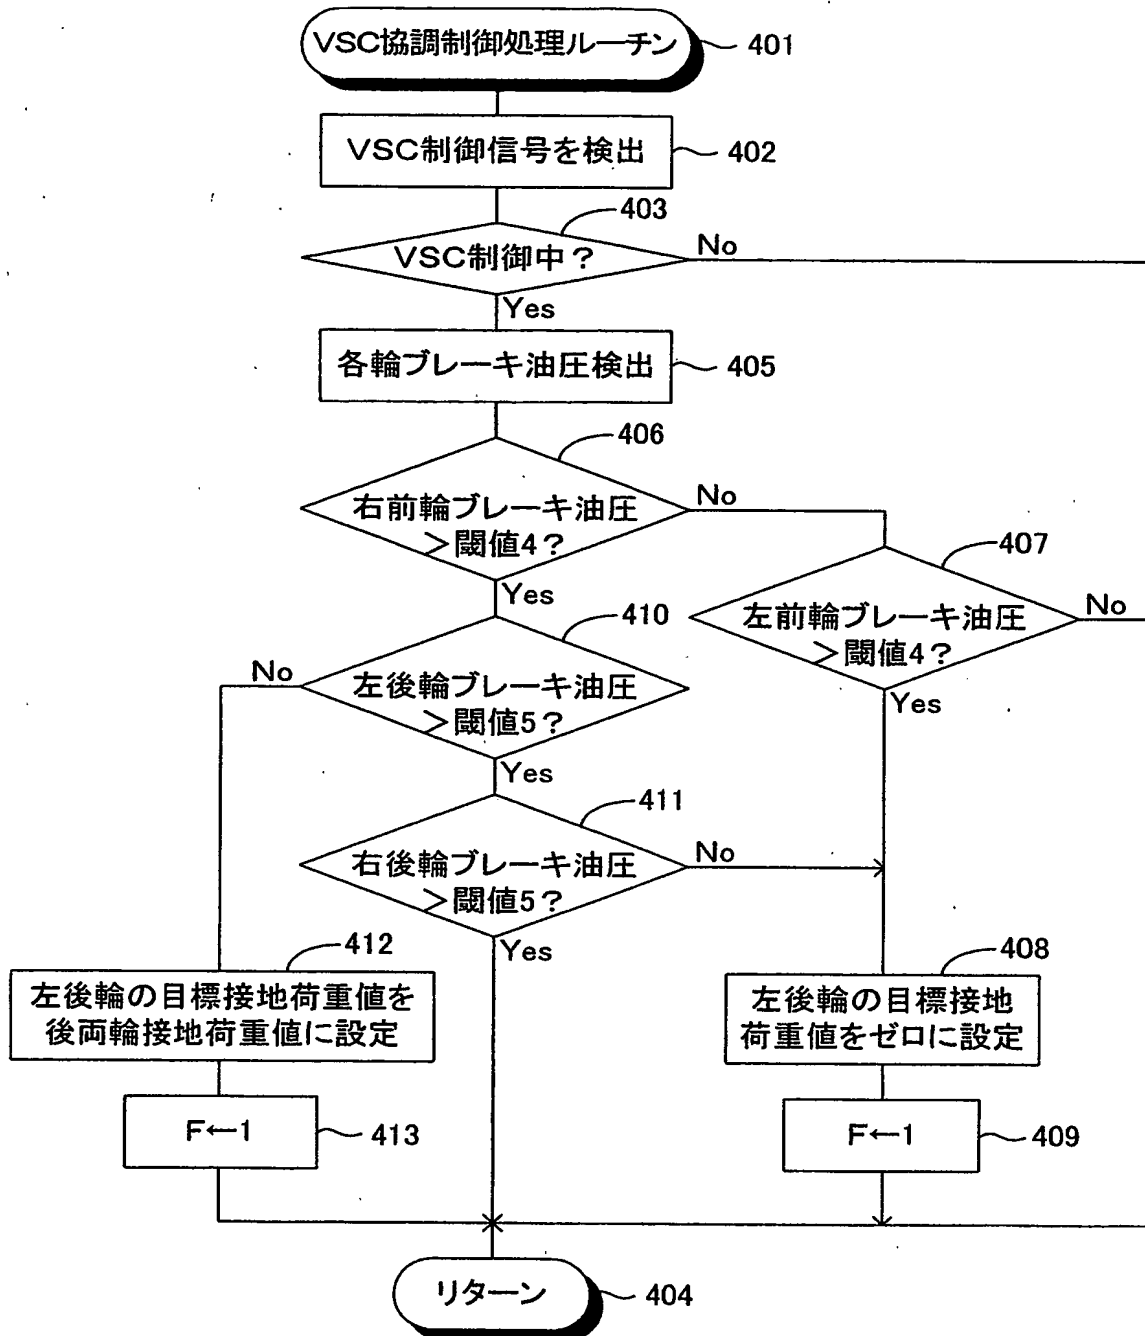 VSC協調制御処理ルーチン
401
VSC制御信号を検出
402
403
VSC制御中?
No
Yes
各輪ブレーキ油圧検出
405
406
右前輪ブレーキ油圧
>閾値4?
No
Yes
407
左前輪ブレーキ油圧
>閾値4?
No
Yes
410
左後輪ブレーキ油圧
>閾値5?
No
Yes
411
右後輪ブレーキ油圧
>閾値5?
No
Yes
412
左後輪の目標接地荷重値を
後両輪接地荷重値に設定
408
左後輪の目標接地
荷重値をゼロに設定
F←1
413
F←1
409
リターン
404